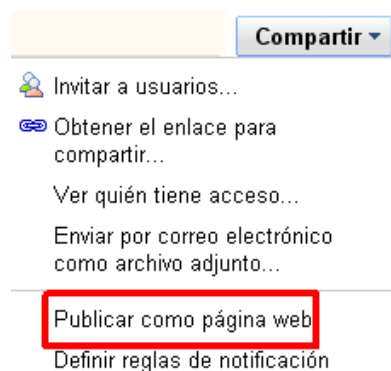 Compartir
Invitar a usuarios...
Obtener el enlace para
compartir...
Ver quién tiene acceso...
Enviar por correo electrónico
como archivo adjunto...
Publicar como página web
Definir reglas de notificación